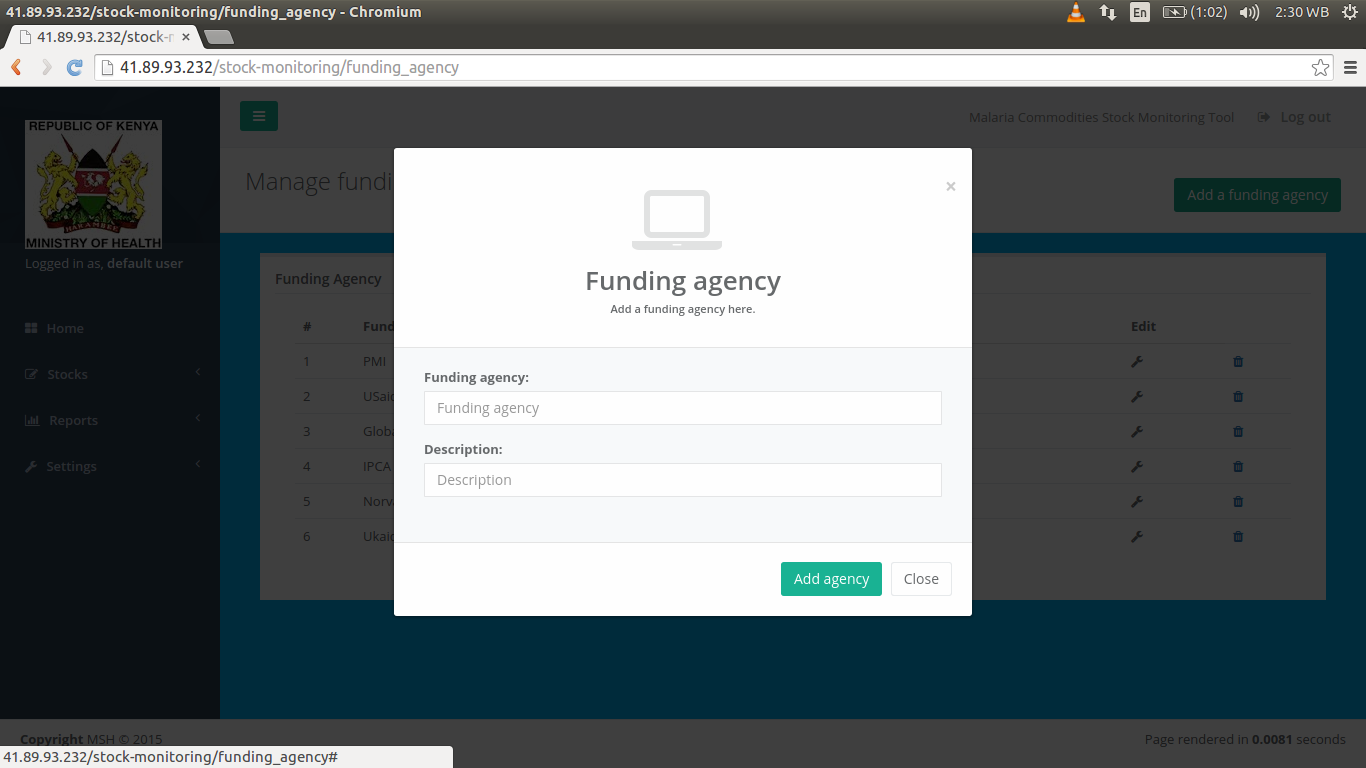 41.89.93.232/stock-monitoring/funding_agency - Chromium
En
(1:02)
2:30 WB
41.89.93.232/stock-r
41.89.93.232/stock-monitoring/funding_agency
REPUBLIC OF KENYA
HARAMBEE
MINISTRY OF HEALTH
Logged in as, default user
Home
Stocks
Reports
Settings
Malaria Commodities Stock Monitoring Tool
Log out
Manage fundi
Add a funding agency
Funding Agency
# Fund Edit
1 PMI
2 USaid
3 Globa
4 IPCA
5 Norv
6 Ukaid
×
Funding agency
Add a funding agency here.
Funding agency:
Funding agency
Description:
Description
Add agency
Close
Copyright MSH © 2015
Page rendered in 0.0081 seconds
41.89.93.232/stock-monitoring/funding_agency#